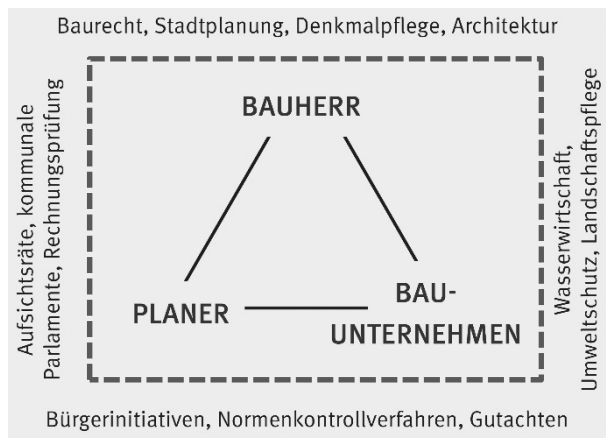 Baurecht, Stadtplanung, Denkmalpflege, Architektur
Aufsichtsräte, kommunale
Parlamente, Rechnungsprüfung
BAUHERR
PLANER
BAU-
UNTERNEHMEN
Wasserwirtschaft,
Umweltschutz, Landschaftspflege
Bürgerinitiativen, Normenkontrollverfahren, Gutachten